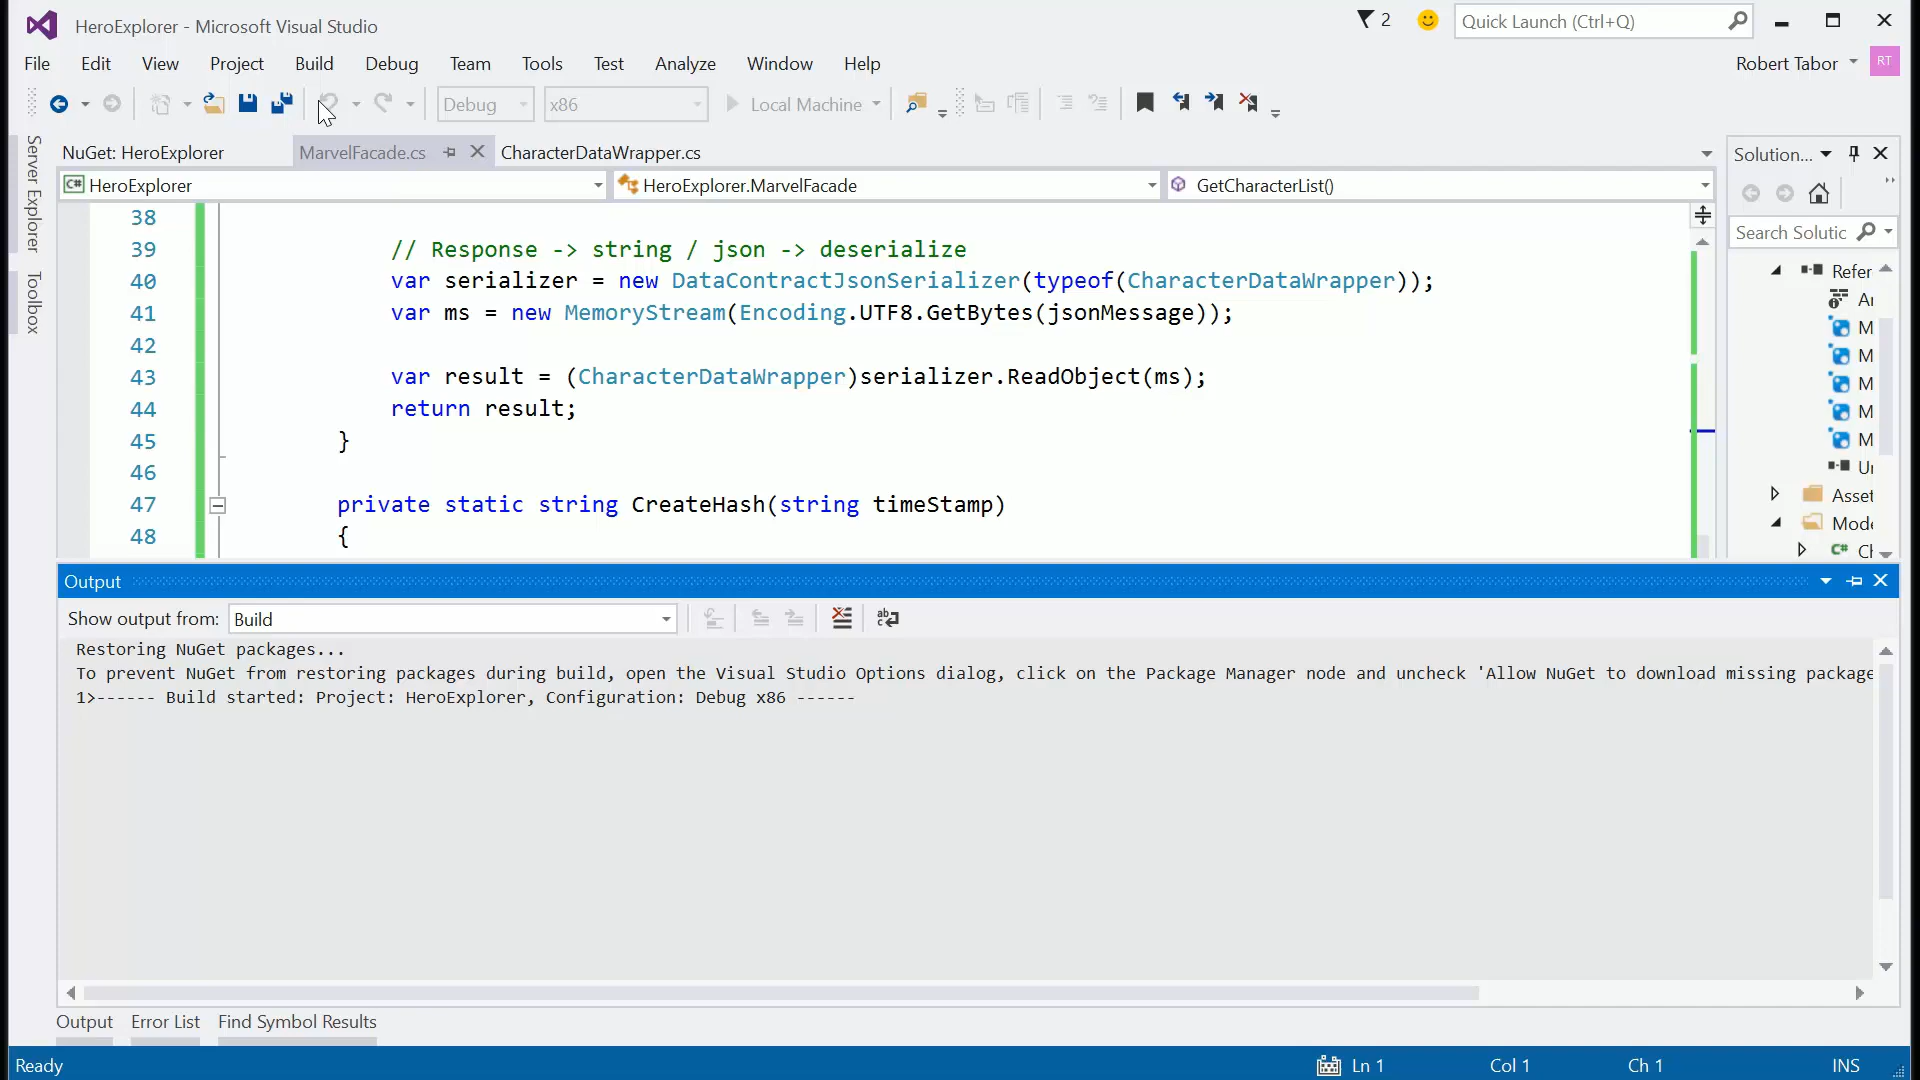 HeroExplorer - Microsoft Visual Studio
2
Quick Launch (Ctrl+Q)
File Edit View Project Build Debug Team Tools Test Analyze Window Help
Robert Tabor
RT
Debug
x86
Local Machine
Server Explorer
Toolbox
NuGet: HeroExplorer
MarvelFacade.cs
CharacterDataWrapper.cs
Solution...
C# HeroExplorer
HeroExplorer.MarvelFacade
GetCharacterList()
Search Solutic
38
39 // Response -> string / json -> deserialize
40 var serializer = new DataContractJsonSerializer(typeof(CharacterDataWrapper));
41 var ms = new MemoryStream(Encoding.UTF8.GetBytes(jsonMessage));
42
43 var result = (CharacterDataWrapper)serializer.ReadObject(ms);
44 return result;
45 }
46
47 private static string CreateHash(string timeStamp)
48 {
Refer
Ar
M
M
M
M
M
Asset
Mode
C#
Output
Show output from: Build
Restoring NuGet packages...
To prevent NuGet from restoring packages during build, open the Visual Studio Options dialog, click on the Package Manager node and uncheck 'Allow NuGet to download missing package
1>------ Build started: Project: HeroExplorer, Configuration: Debug x86 ------
Output Error List Find Symbol Results
Ready
Ln 1 Col 1 Ch 1 INS